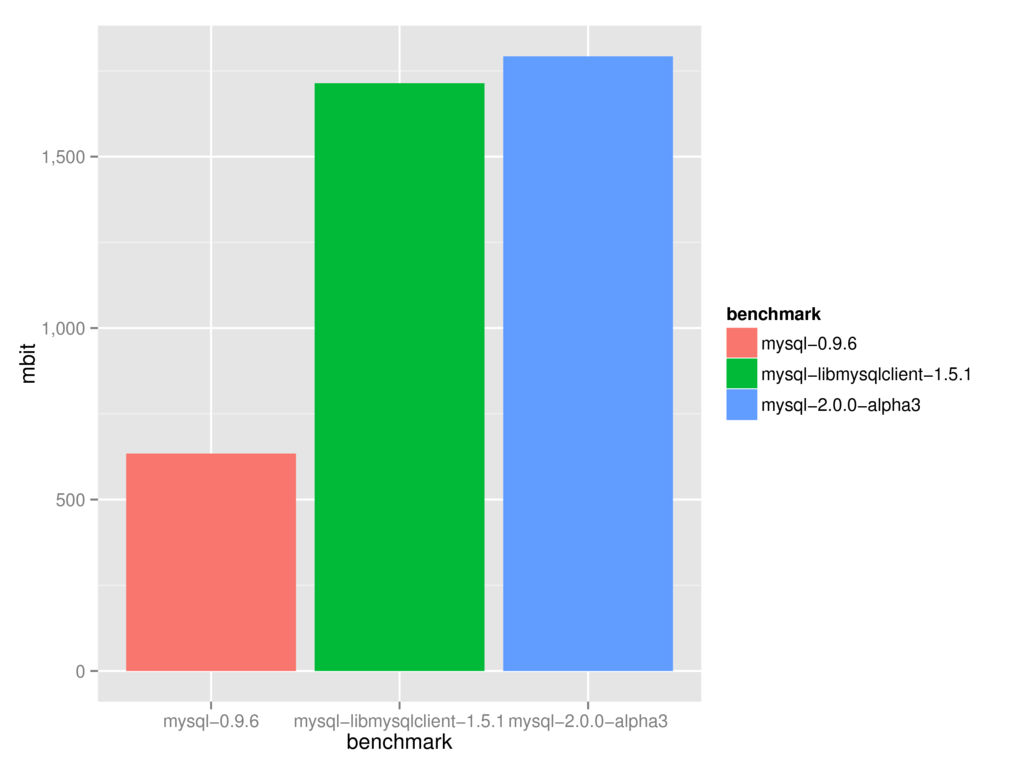 1,500
1,000
500
0
mbit
mysql−0.9.6
mysql−libmysqlclient−1.5.1
mysql−2.0.0−alpha3
benchmark
benchmark
mysql−0.9.6
mysql−libmysqlclient−1.5.1
mysql−2.0.0−alpha3